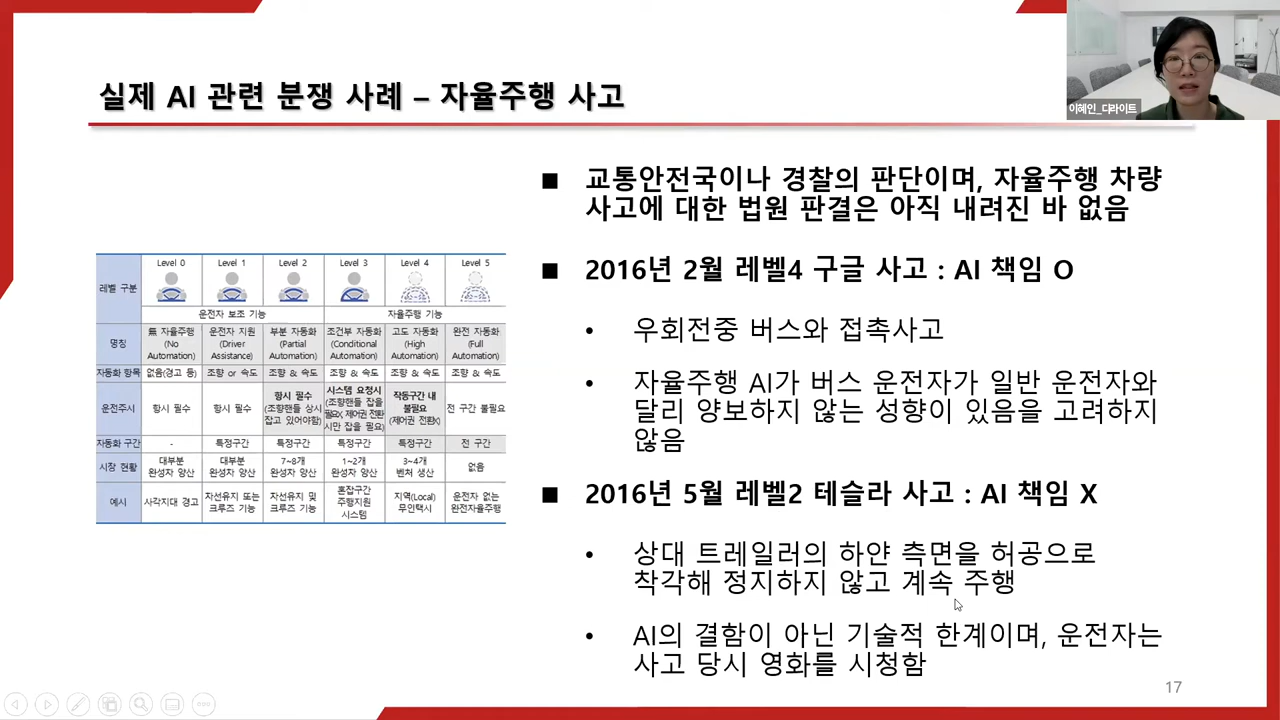 실제 AI 관련 분쟁 사례 – 자율주행 사고
이혜인_디라이트
■ 교통안전국이나 경찰의 판단이며, 자율주행 차량
사고에 대한 법원 판결은 아직 내려진 바 없음
■ 2016년 2월 레벨4 구글 사고 : AI 책임 O
• 우회전중 버스와 접촉사고
• 자율주행 AI가 버스 운전자가 일반 운전자와
달리 양보하지 않는 성향이 있음을 고려하지
않음
■ 2016년 5월 레벨2 테슬라 사고 : AI 책임 X
• 상대 트레일러의 하얀 측면을 허공으로
착각해 정지하지 않고 계속 주행
• AI의 결함이 아닌 기술적 한계이며, 운전자는
사고 당시 영화를 시청함
레벨 구분 Level 0 Level 1 Level 2 Level 3 Level 4 Level 5
운전자 보조 기능 자율주행 기능
명칭 無 자율주행 (No Automation) 운전자 지원 (Driver Assistance) 부분 자동화 (Partial Automation) 조건부 자동화 (Conditional Automation) 고도 자동화 (High Automation) 완전 자동화 (Full Automation)
자동화 항목 없음(경고 등) 조향 or 속도 조향 & 속도 조향 & 속도 조향 & 속도 조향 & 속도
운전주시 항시 필수 항시 필수 항시 필수 (조향핸들 상시 잡고 있어야함) 시스템 요청시 (조향핸들 잡을 필요X, 제어권 전환 시만 잡을 필요) 작동구간 내 불필요 (제어권 전환X) 전 구간 불필요
자동화 구간 - 특정구간 특정구간 특정구간 특정구간 전 구간
시장 현황 대부분 완성차 양산 대부분 완성차 양산 7~8개 완성차 양산 1~2개 완성차 양산 3~4개 벤처 생산 없음
예시 사각지대 경고 차선유지 또는 크루즈 기능 차선유지 및 크루즈 기능 혼잡구간 주행지원 시스템 지역(Local) 무인택시 운전자 없는 완전자율주행
17